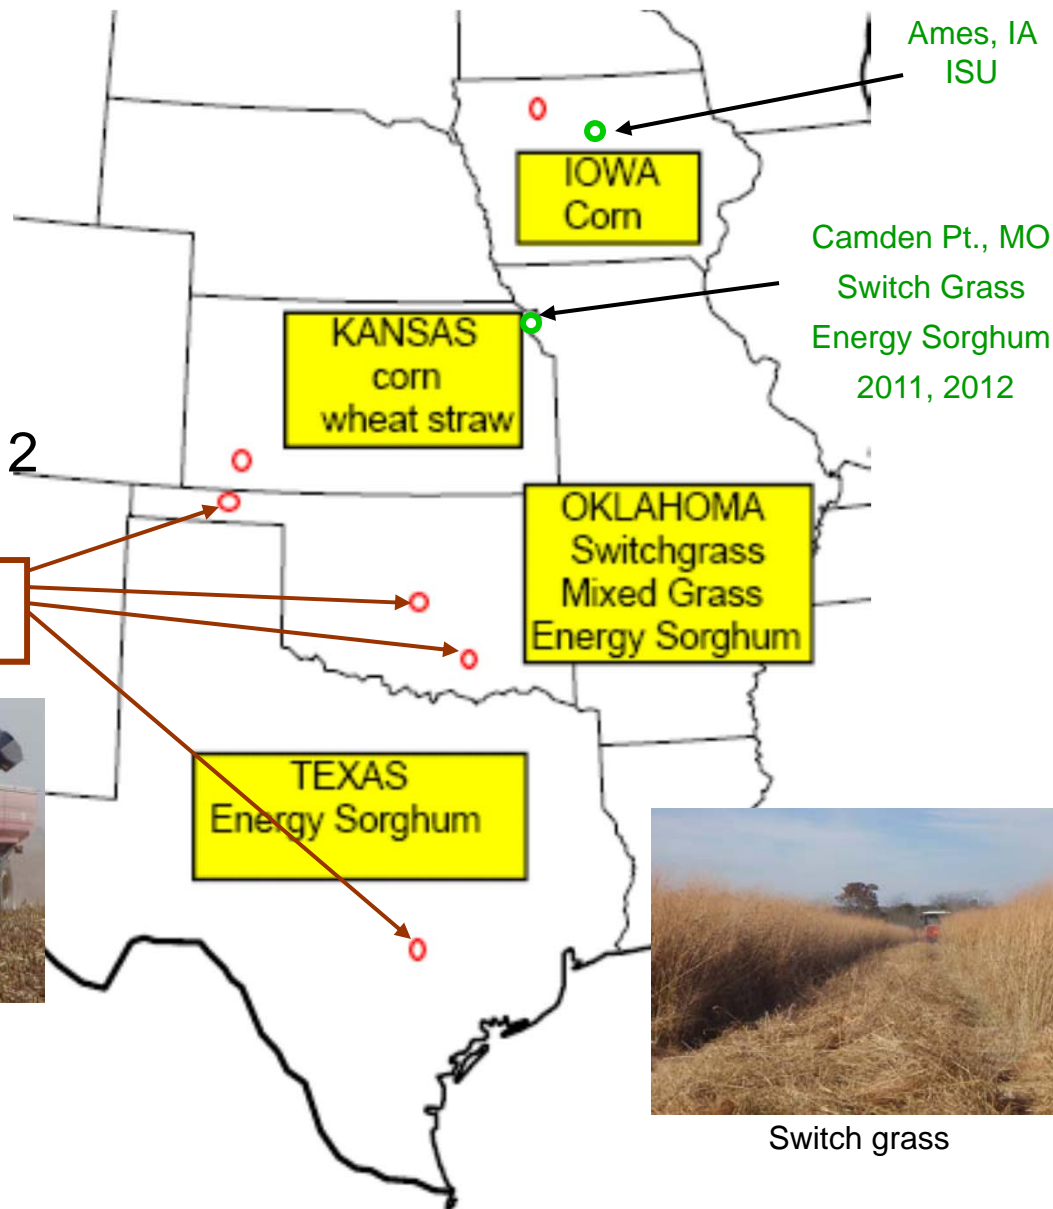 Ames, IA
ISU
IOWA
Corn
Camden Pt., MO
Switch Grass
Energy Sorghum
2011, 2012
KANSAS
corn
wheat straw
2
OKLAHOMA
Switchgrass
Mixed Grass
Energy Sorghum
TEXAS
Energy Sorghum
Switch grass